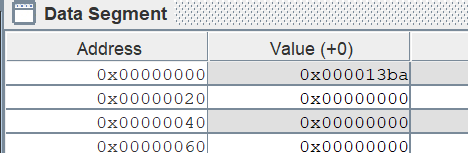 Data Segment
Address Value (+0)
0x00000000 0x000013ba
0x00000020 0x00000000
0x00000040 0x00000000
0x00000060 0x00000000